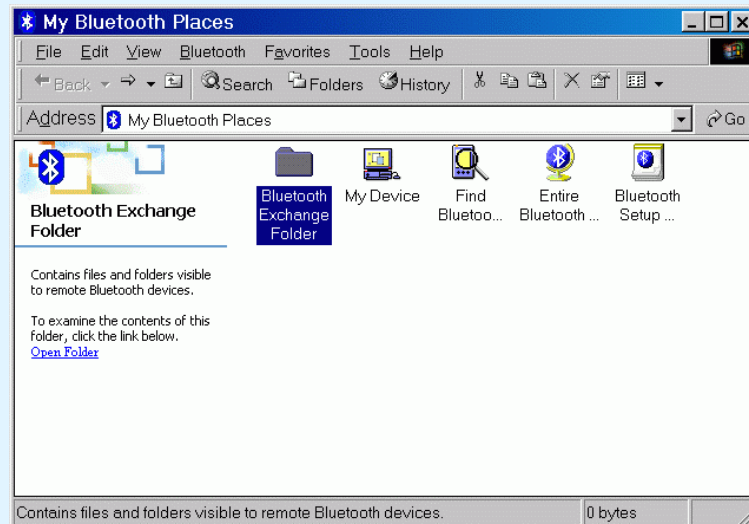 My Bluetooth Places
File Edit View Bluetooth Favorites Tools Help
Back Search Folders History
Address My Bluetooth Places Go
Bluetooth Exchange Folder
My Device
Find Bluetoo...
Entire Bluetooth ...
Bluetooth Setup ...
Bluetooth Exchange
Folder
Contains files and folders visible
to remote Bluetooth devices.
To examine the contents of this
folder, click the link below.
Open Folder
Contains files and folders visible to remote Bluetooth devices. 0 bytes